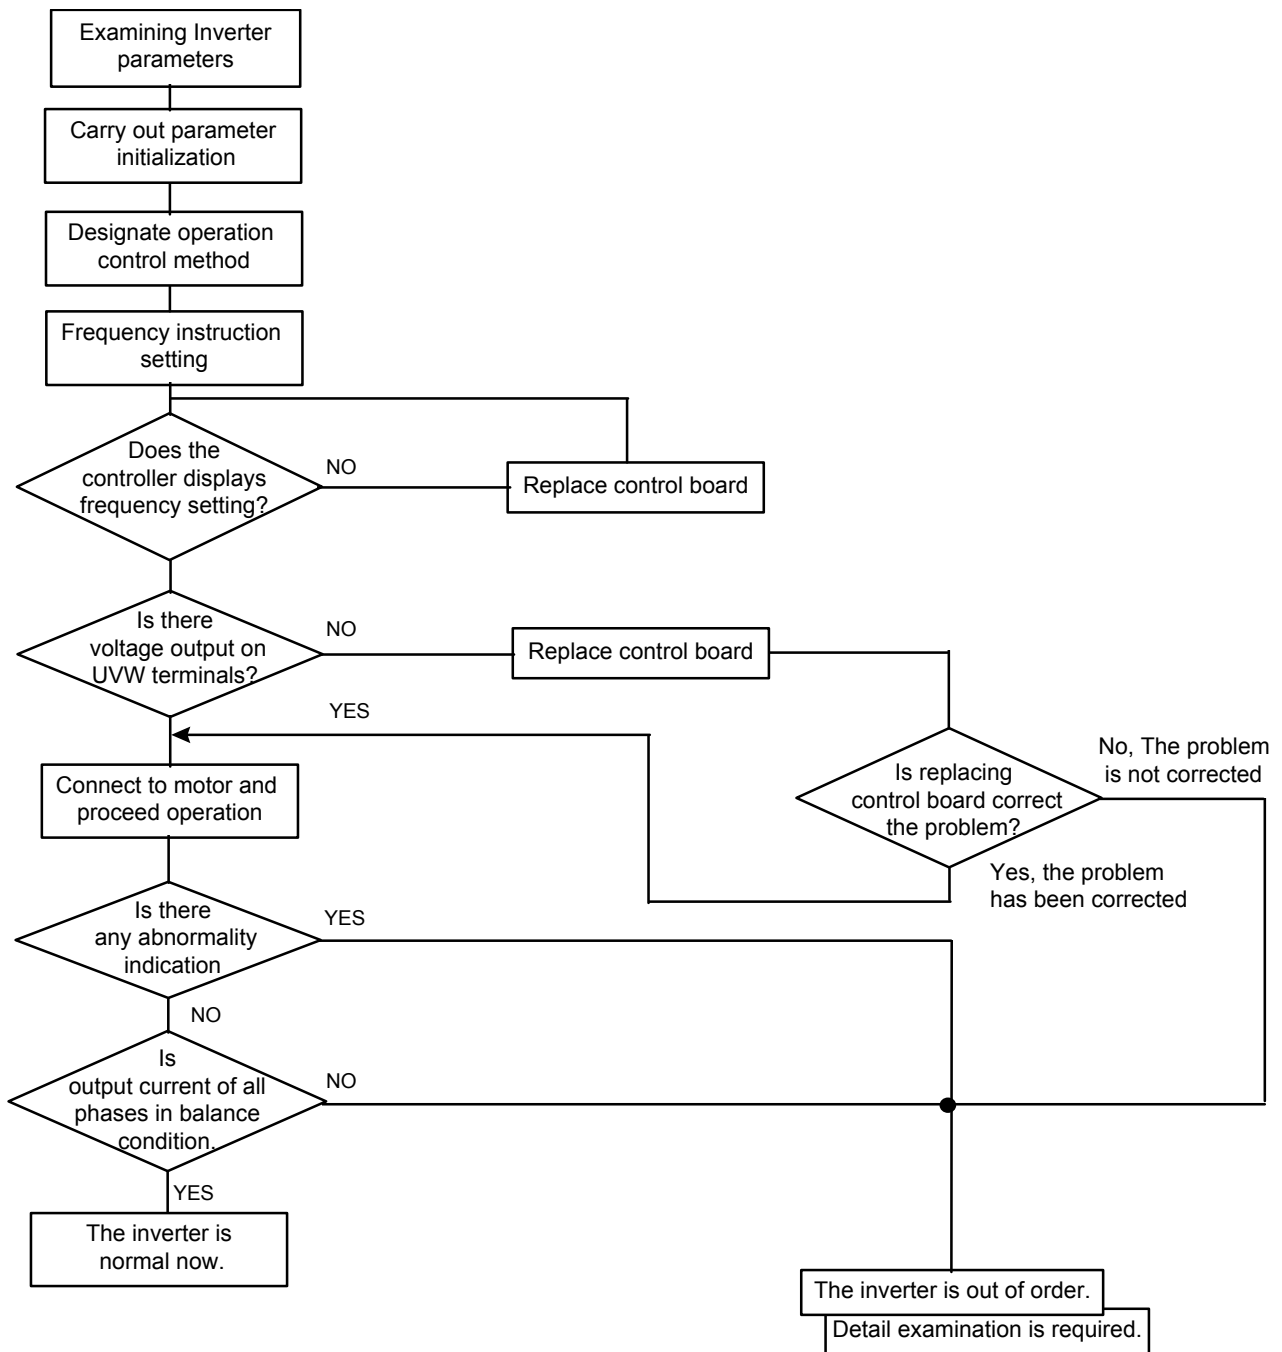 Examining Inverter
parameters
Carry out parameter
initialization
Designate operation
control method
Frequency instruction
setting
Does the
controller displays
frequency setting?
NO
Replace control board
Is there
voltage output on
UVW terminals?
NO
Replace control board
YES
Is replacing
control board correct
the problem?
No, The problem
is not corrected
Yes, the problem
has been corrected
Connect to motor and
proceed operation
Is there
any abnormality
indication
YES
NO
Is
output current of all
phases in balance
condition.
NO
YES
The inverter is
normal now.
The inverter is out of order.
Detail examination is required.